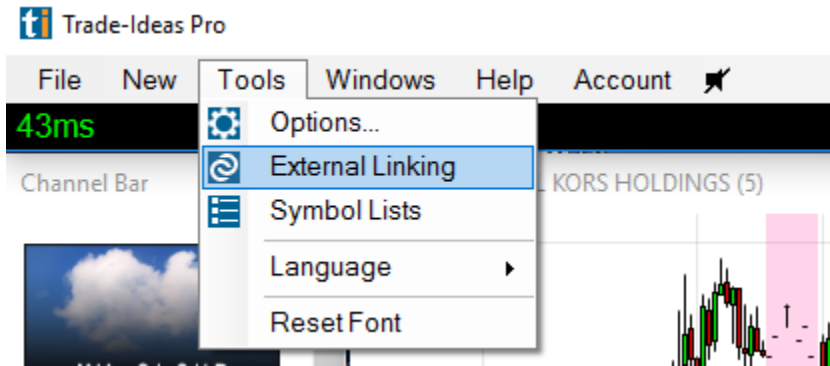 ti Trade-Ideas Pro
File New Tools Windows Help Account
43ms
Options...
External Linking
Channel Bar
KORS HOLDINGS (5)
Symbol Lists
Language
Reset Font